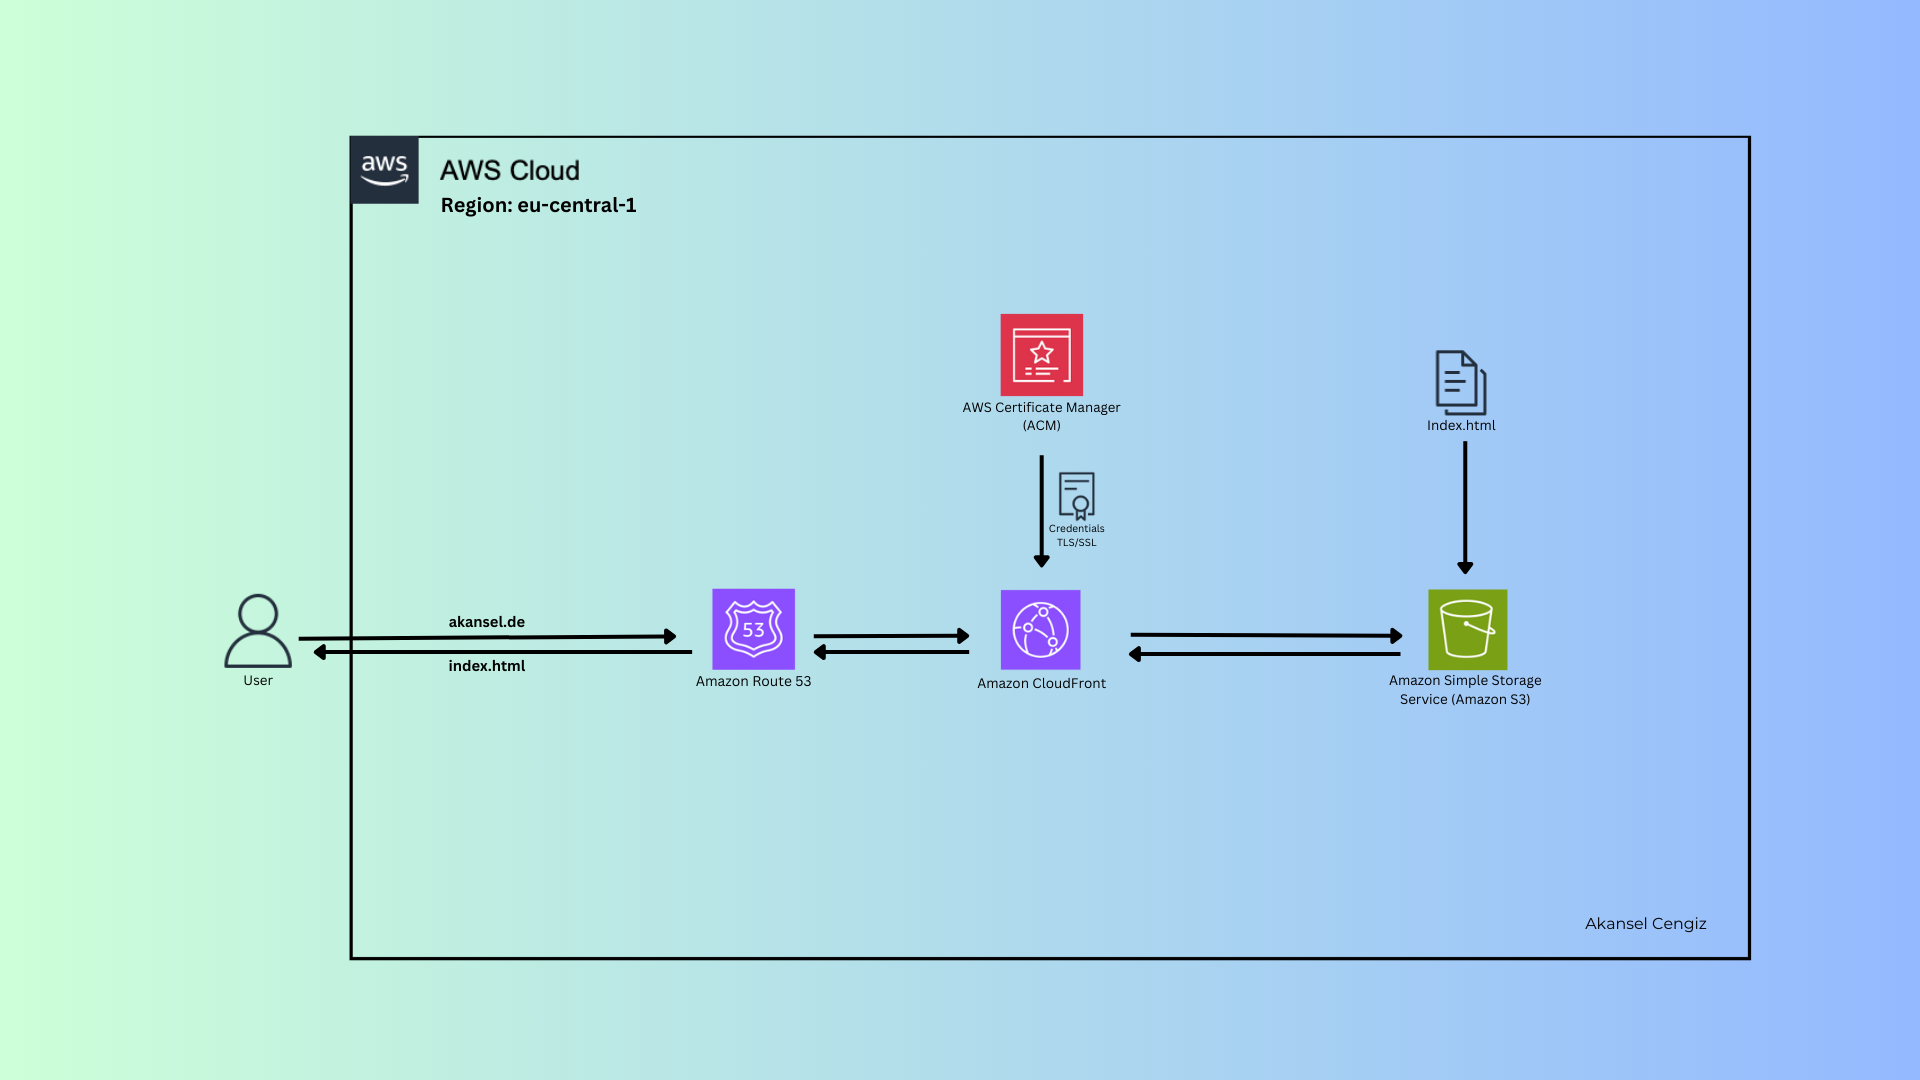 aws
AWS Cloud
Region: eu-central-1
AWS Certificate Manager
(ACM)
Index.html
Credentials
TLS/SSL
akansel.de
index.html
User
53
Amazon Route 53
Amazon CloudFront
Amazon Simple Storage
Service (Amazon S3)
Akansel Cengiz